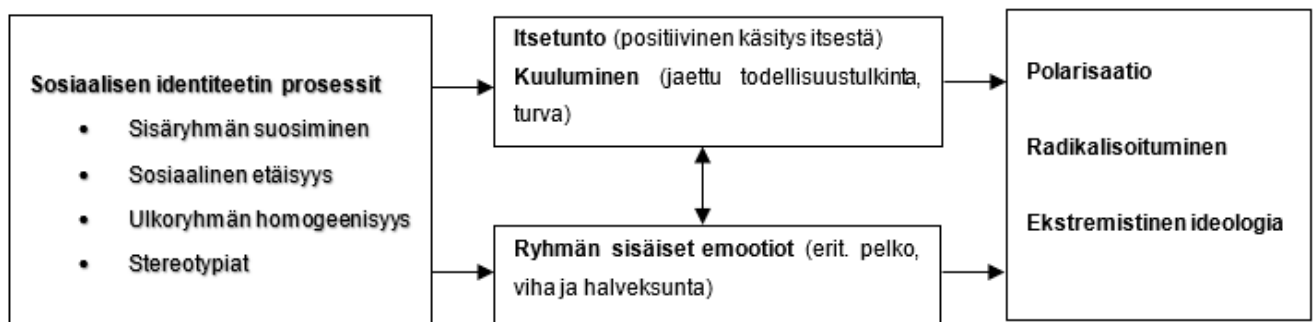 Sosiaalisen identiteetin prosessit
• Sisäryhmän suosiminen
• Sosiaalinen etäisyys
• Ulkoryhmän homogeenisyys
• Stereotypiat
Itsetunto (positiivinen käsitys itsestä)
Kuuluminen (jaettu todellisuustulkinta,
turva)
Ryhmän sisäiset emootiot (erit. pelko,
viha ja halveksunta)
Polarisaatio
Radikalisoituminen
Ekstremistinen ideologia